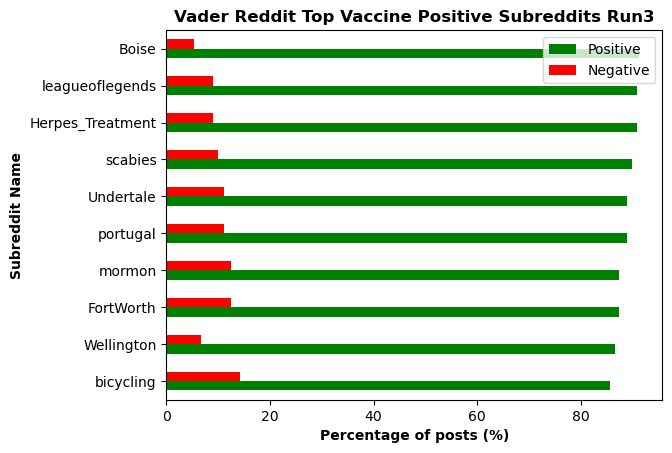 Vader Reddit Top Vaccine Positive Subreddits Run3
Positive
Negative
Subreddit Name
Boise
leagueoflegends
Herpes_Treatment
scabies
Undertale
portugal
mormon
FortWorth
Wellington
bicycling
0 20 40 60 80
Percentage of posts (%)